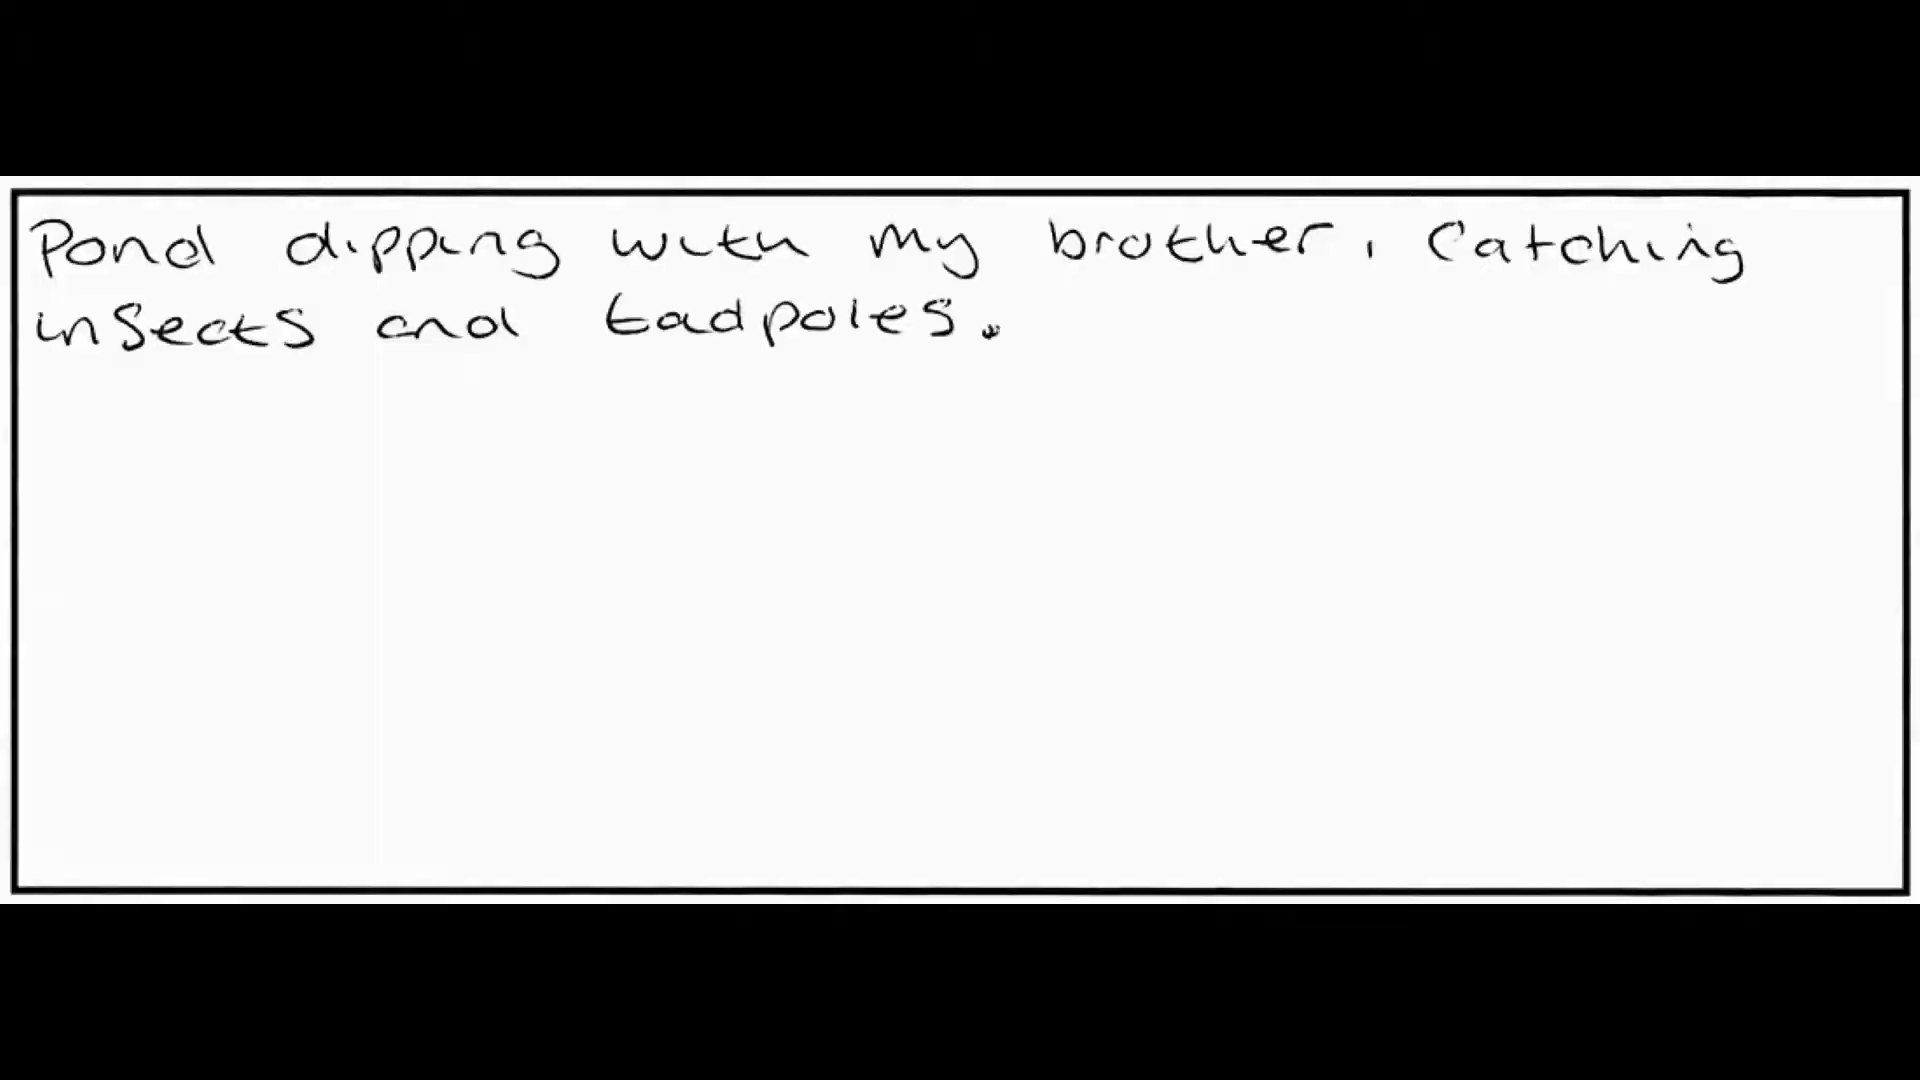 Pond dipping with my brother, Catching
insects and tadpoles.